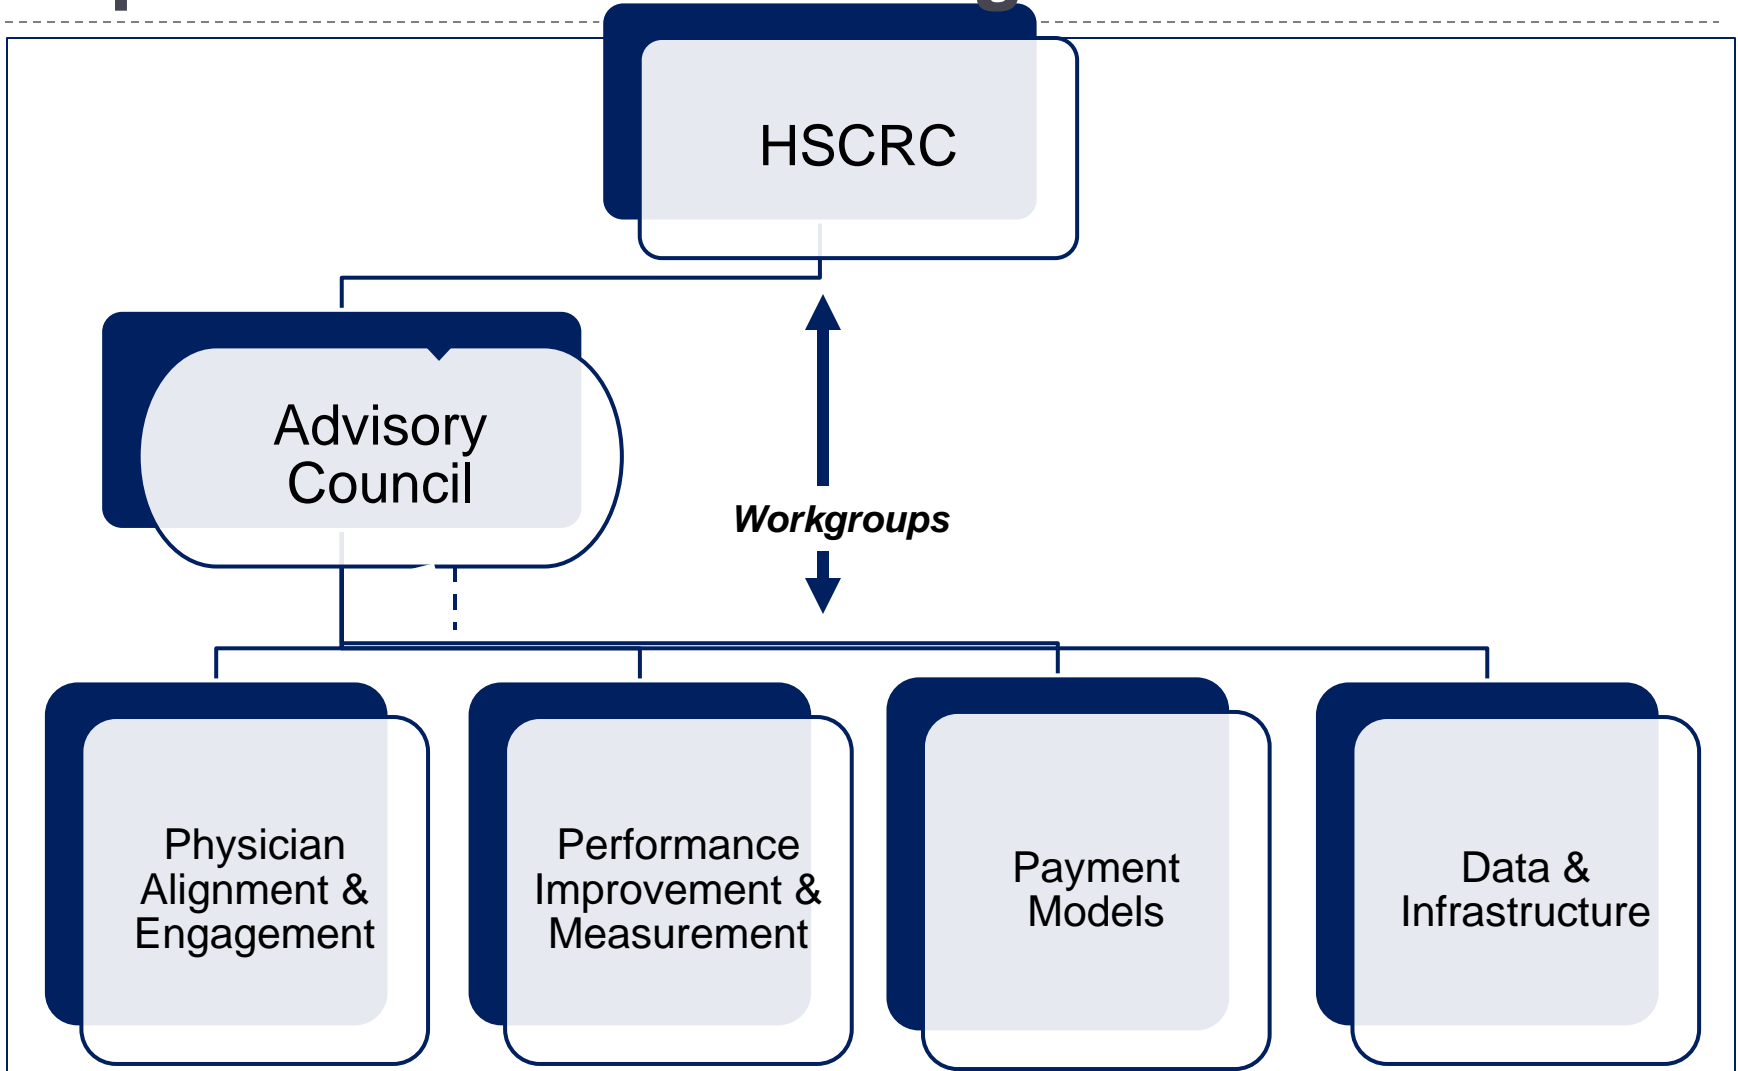 HSCRC
Advisory
Council
Workgroups
Physician
Alignment &
Engagement
Performance
Improvement &
Measurement
Payment
Models
Data &
Infrastructure